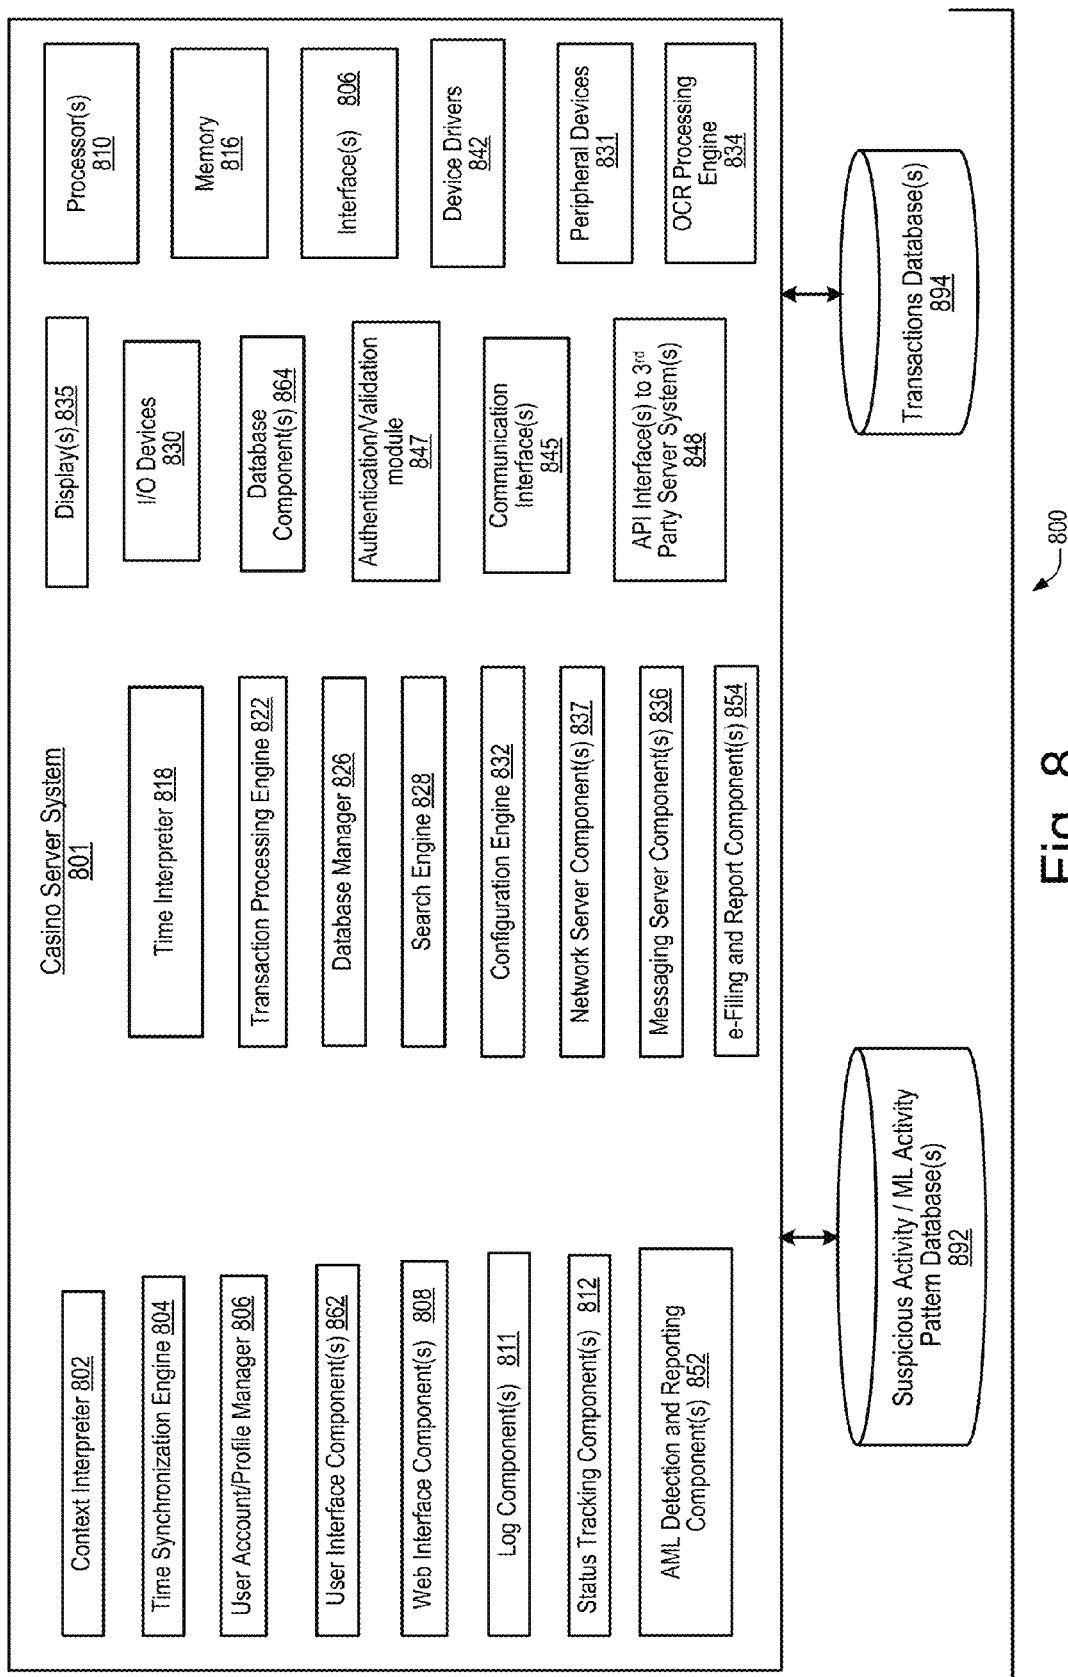 Casino Server System
801
Context Interpreter 802
Time Synchronization Engine 804
User Account/Profile Manager 806
User Interface Component(s) 862
Web Interface Component(s) 808
Log Component(s) 811
Status Tracking Component(s) 812
AML Detection and Reporting
Component(s) 852
Time Interpreter 818
Transaction Processing Engine 822
Database Manager 826
Search Engine 828
Configuration Engine 832
Network Server Component(s) 837
Messaging Server Component(s) 836
e-Filing and Report Component(s) 854
Display(s) 835
I/O Devices
830
Database
Component(s) 864
Authentication/Validation
module
847
Communication
Interface(s)
845
API Interface(s) to 3rd
Party Server System(s)
848
Processor(s)
810
Memory
816
Interface(s) 806
Device Drivers
842
Peripheral Devices
831
OCR Processing
Engine
834
Suspicious Activity / ML Activity
Pattern Database(s)
892
Transactions Database(s)
894
800
Fig. 8